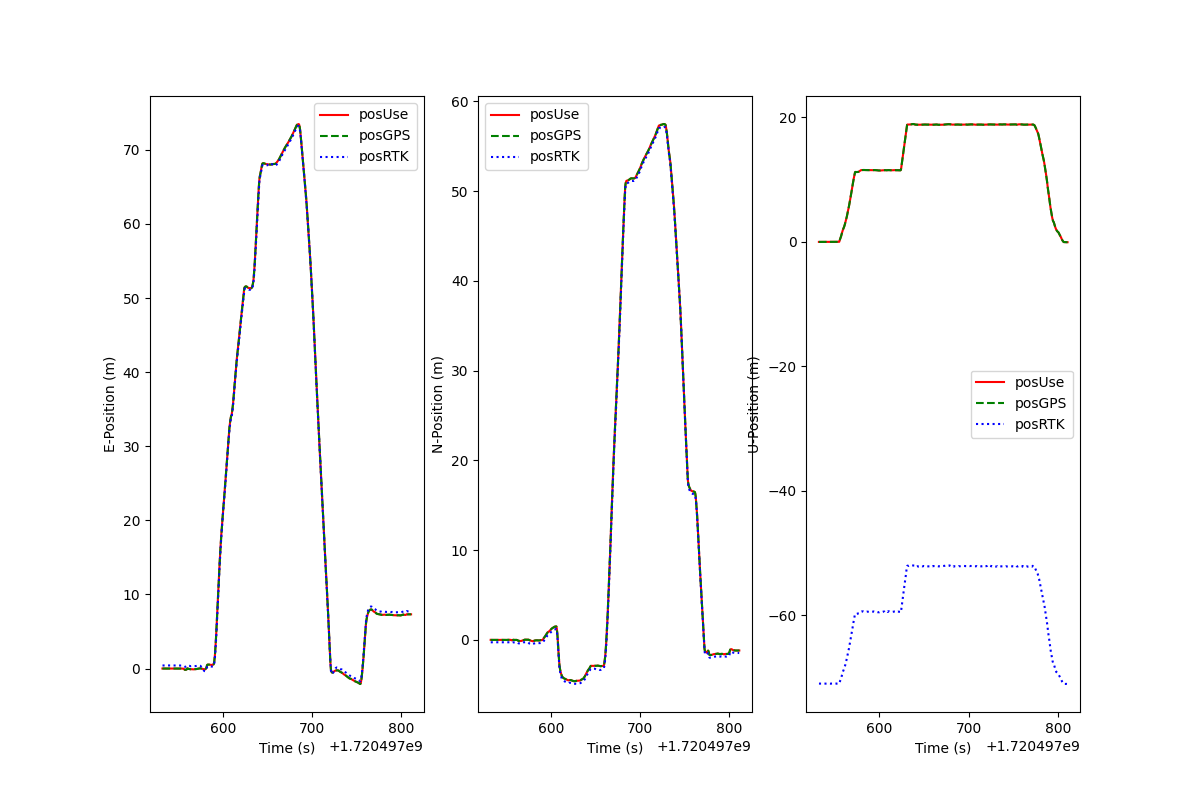 E-Position (m)
70
60
50
40
30
20
10
0
600 700 800
Time (s) +1.720497e9
posUse
posGPS
posRTK
N-Position (m)
60
50
40
30
20
10
0
600 700 800
Time (s) +1.720497e9
posUse
posGPS
posRTK
U-Position (m)
20
0
−20
−40
−60
600 700 800
Time (s) +1.720497e9
posUse
posGPS
posRTK